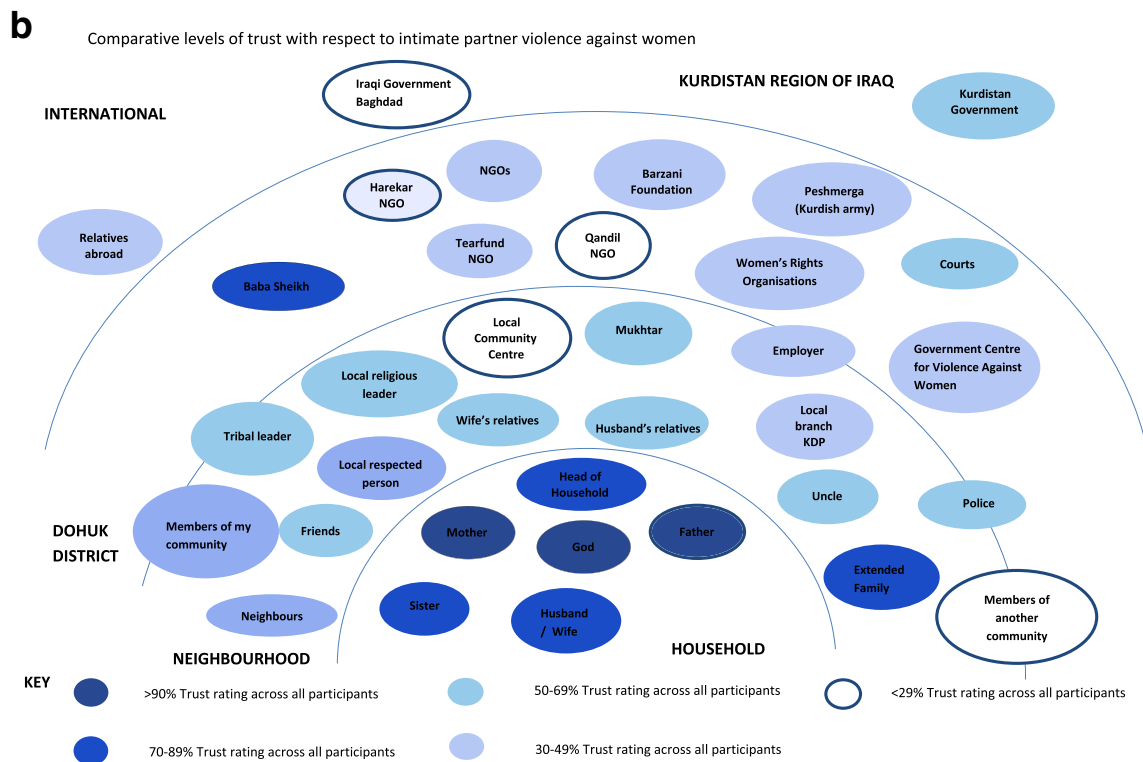 b
Comparative levels of trust with respect to intimate partner violence against women
INTERNATIONAL
Iraqi Government
Baghdad
KURDISTAN REGION OF IRAQ
Kurdistan
Government
Relatives
abroad
Harekar
NGO
NGOs
Barzani
Foundation
Peshmerga
(Kurdish army)
Baba Sheikh
Tearfund
NGO
Qandil
NGO
Women's Rights
Organisations
Courts
Local
Community
Centre
Mukhtar
Employer
Government Centre
for Violence Against
Women
Local religious
leader
Tribal leader
Wife's relatives
Husband's relatives
Local
branch
KDP
Local respected
person
Head of
Household
Uncle
Police
DOHUK
DISTRICT
Members of my
community
Friends
Mother
God
Father
Extended
Family
Neighbours
Sister
Husband
/ Wife
Members of
another
community
NEIGHBOURHOOD
HOUSEHOLD
KEY
>90% Trust rating across all participants
50-69% Trust rating across all participants
<29% Trust rating across all participants
70-89% Trust rating across all participants
30-49% Trust rating across all participants